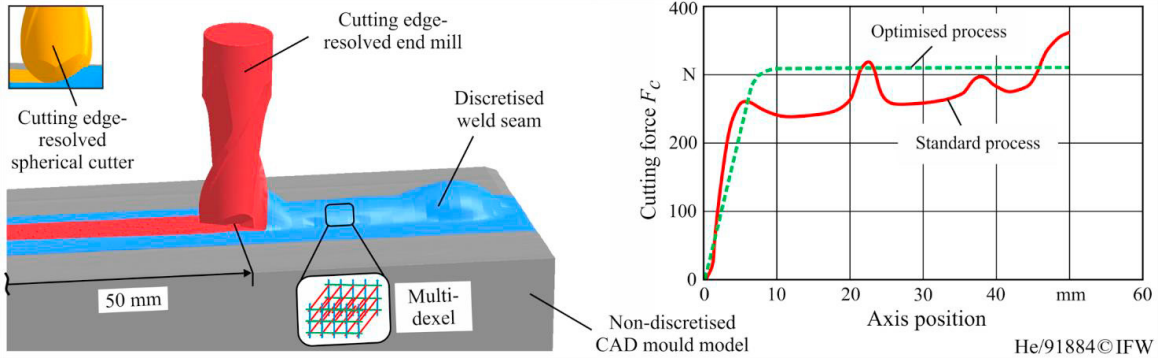 Cutting edge-
resolved end mill
Cutting edge-
resolved
spherical cutter
Discretised
weld seam
50 mm
Multi-
dexel
Non-discretised
CAD mould model
Cutting force Fc
400
N
200
100
0
Optimised process
Standard process
0 10 20 30 40 mm 60
Axis position
He/91884©IFW